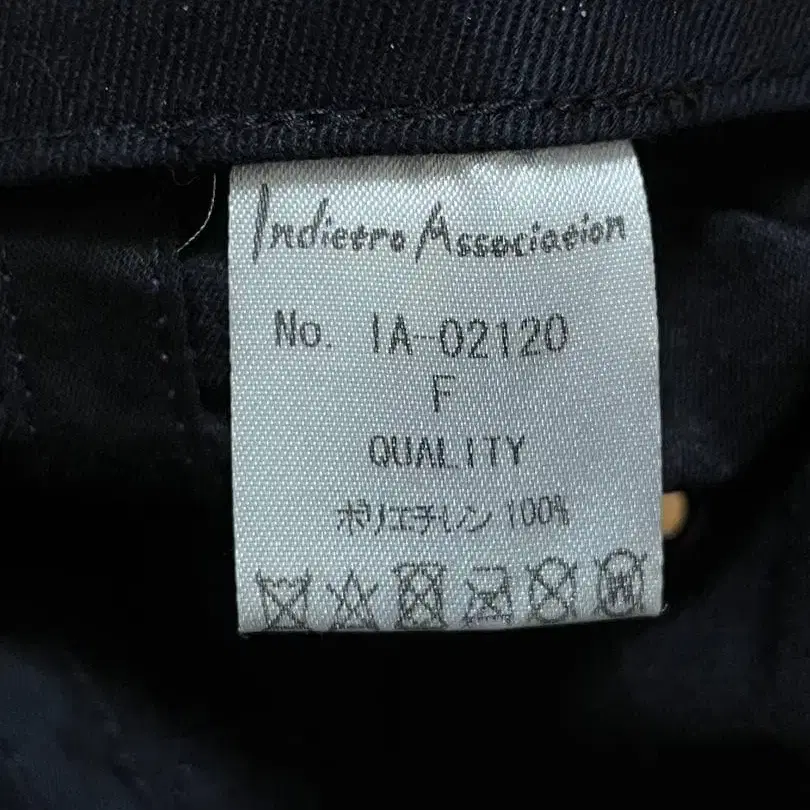 Indietro Association
No. IA-02120
F
QUALITY
ポリエチレン 100%
W